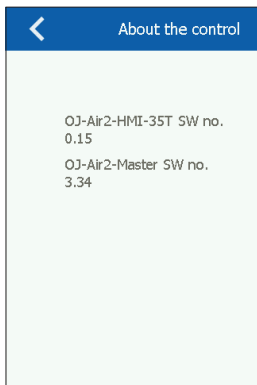 About the control
OJ-Air2-HMI-35T SW no.
0.15
OJ-Air2-Master SW no.
3.34